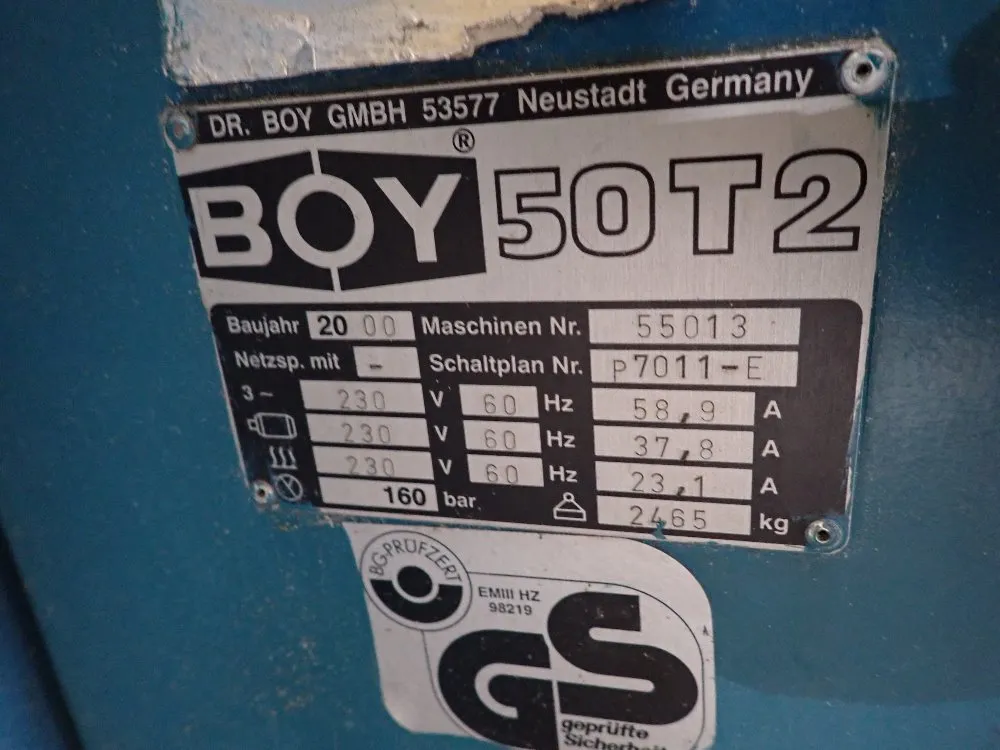 DR. BOY GMBH 53577 Neustadt Germany
BOY ® 50T2
Baujahr 20 00 Maschinen Nr. 55013
Netzsp. mit - Schaltplan Nr. P7011-E
3~ 230 V 60 Hz 58,9 A
230 V 60 Hz 37,8 A
230 V 60 Hz 23,1 A
160 bar 2465 kg
BG-PRÜFZERT
EMIII HZ
98219
GS
geprüfte
Sicherheit